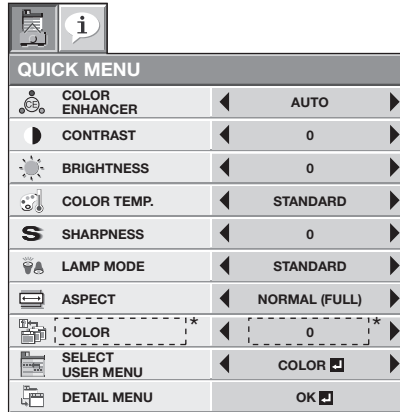 QUICK MENU
CE COLOR ENHANCER AUTO
CONTRAST 0
BRIGHTNESS 0
COLOR TEMP. STANDARD
S SHARPNESS 0
LAMP MODE STANDARD
ASPECT NORMAL (FULL)
COLOR * 0 *
SELECT USER MENU COLOR
DETAIL MENU OK